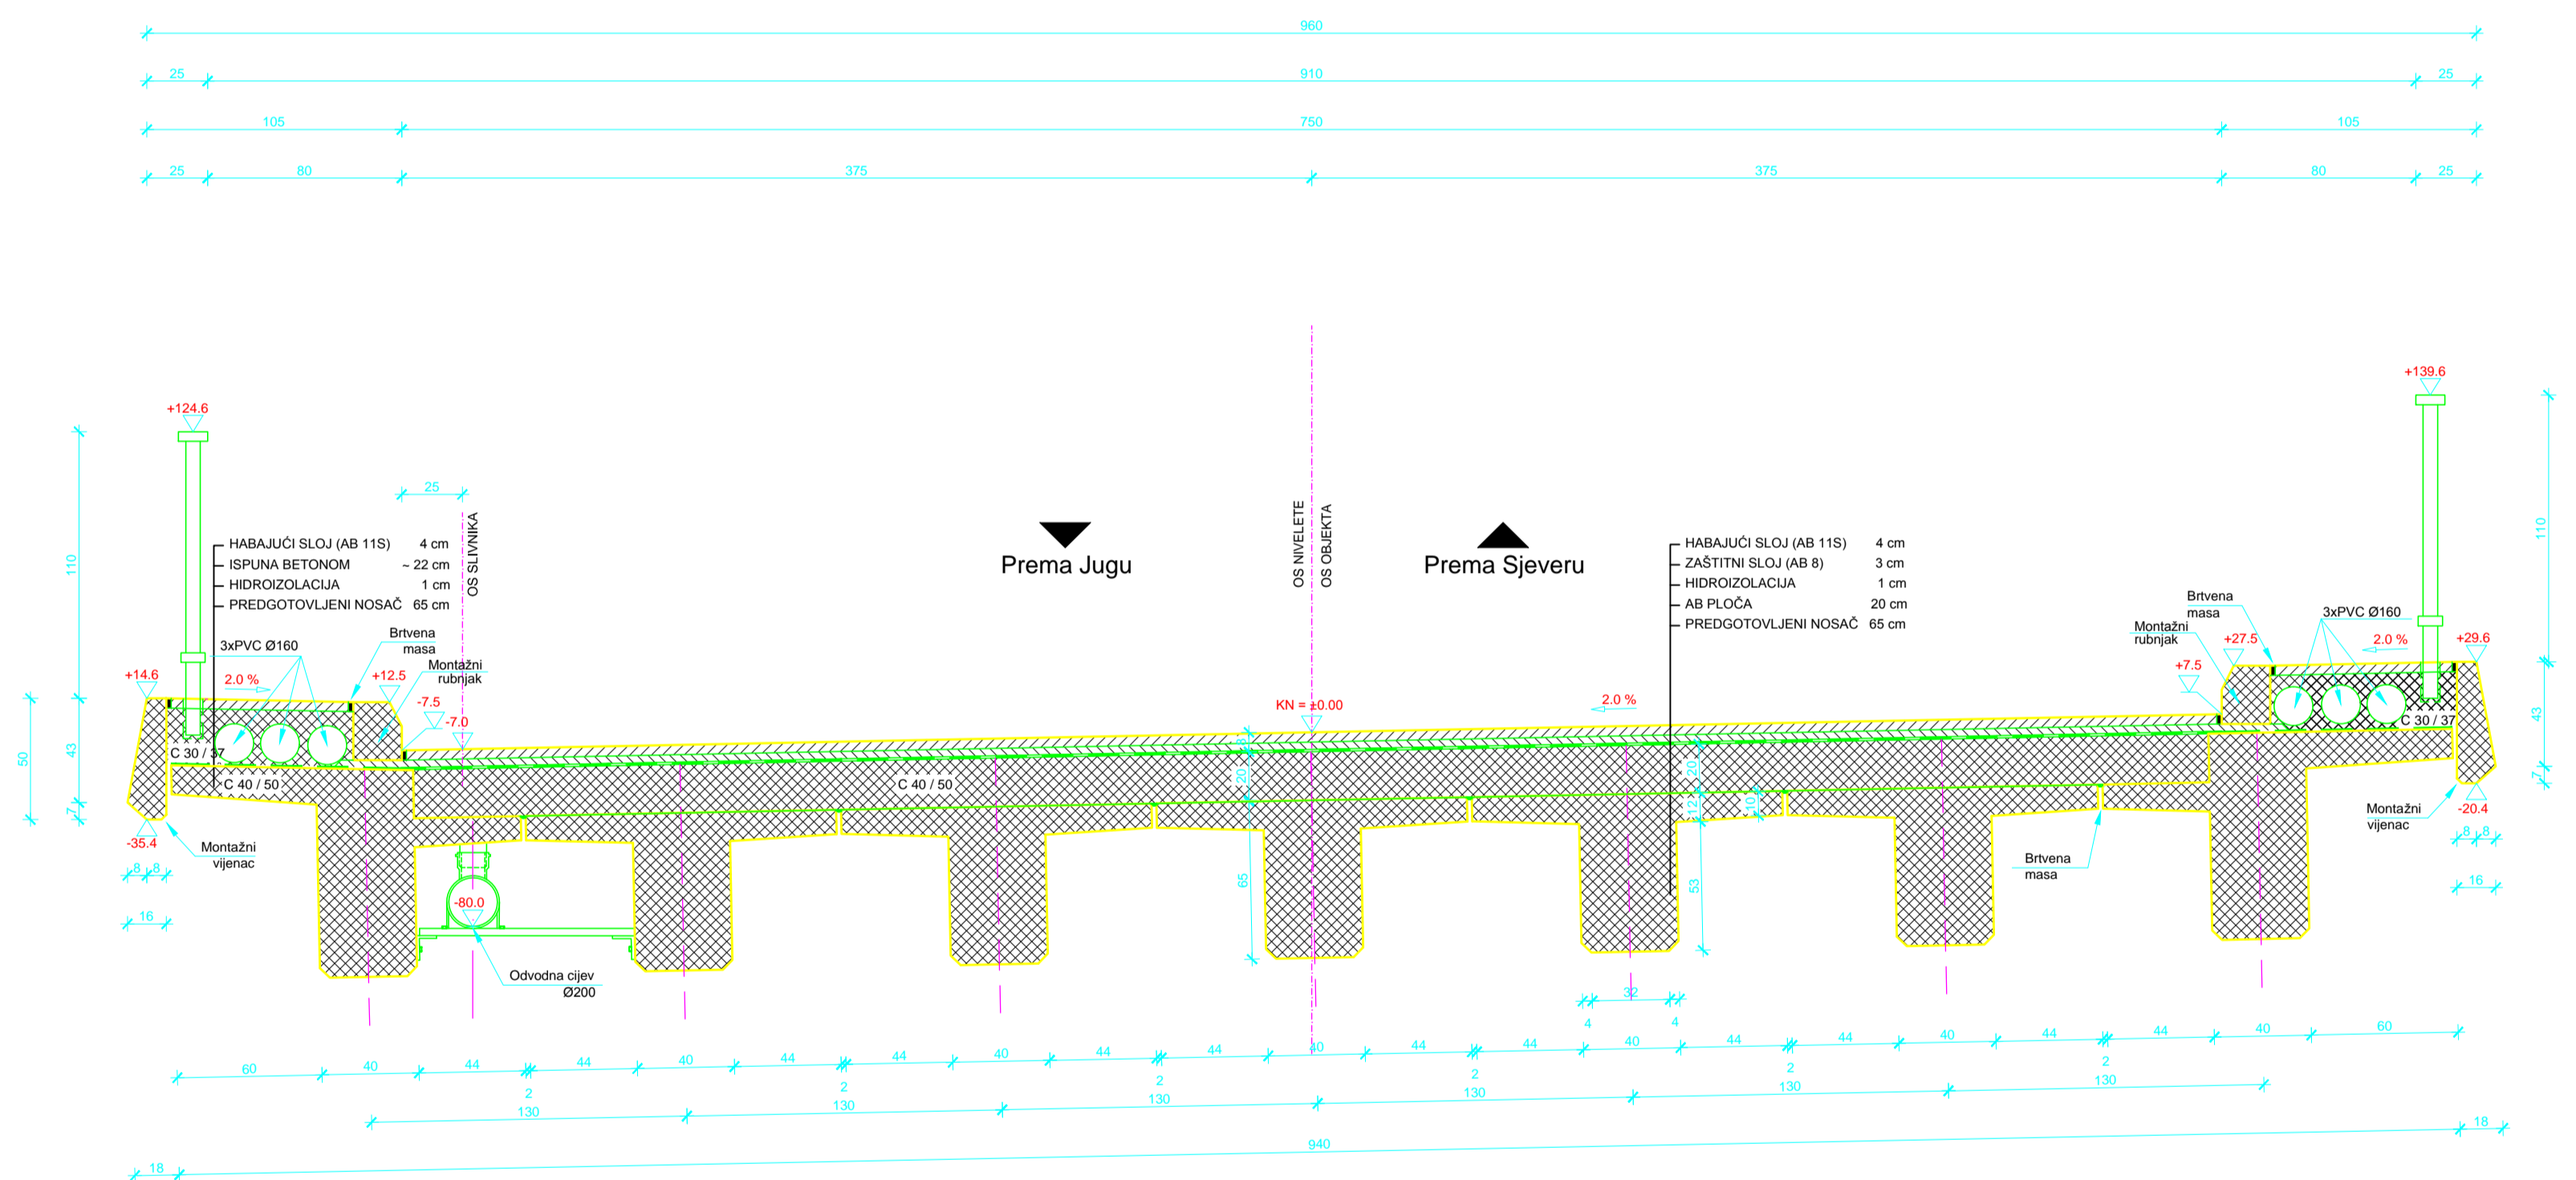 960
25
910
25
105
750
105
25
80
375
375
80
25
+139.6
+124.6
25
OS SLIVNIKA
OS NIVELETE
OS OBJEKTA
Prema Jugu
Prema Sjeveru
110
110
HABAJUĆI SLOJ (AB 11S) 4 cm
ISPUNA BETONOM ~ 22 cm
HIDROIZOLACIJA 1 cm
PREDGOTOVLJENI NOSAČ 65 cm
HABAJUĆI SLOJ (AB 11S) 4 cm
ZAŠTITNI SLOJ (AB 8) 3 cm
HIDROIZOLACIJA 1 cm
AB PLOČA 20 cm
PREDGOTOVLJENI NOSAČ 65 cm
3xPVC Ø160
Brtvena
masa
Montažni
rubnjak
Brtvena
masa
Montažni
rubnjak
3xPVC Ø160
+14.6
2.0 %
+12.5
-7.5
-7.0
KN = ±0.00
2.0 %
+7.5
+27.5
2.0 %
+29.6
50
43
7
43
7
C 30 / 37
C 40 / 50
C 40 / 50
C 30 / 37
8
20
65
20
12
10
53
-35.4
Montažni
vijenac
8
8
16
-80.0
Odvodna cijev
Ø200
Brtvena
masa
Montažni
vijenac
-20.4
8
8
16
32
4
4
60
40
44
44
40
44
44
40
44
44
40
44
44
40
44
44
40
44
44
40
60
2
2
2
2
2
2
130
130
130
130
130
130
18
940
18